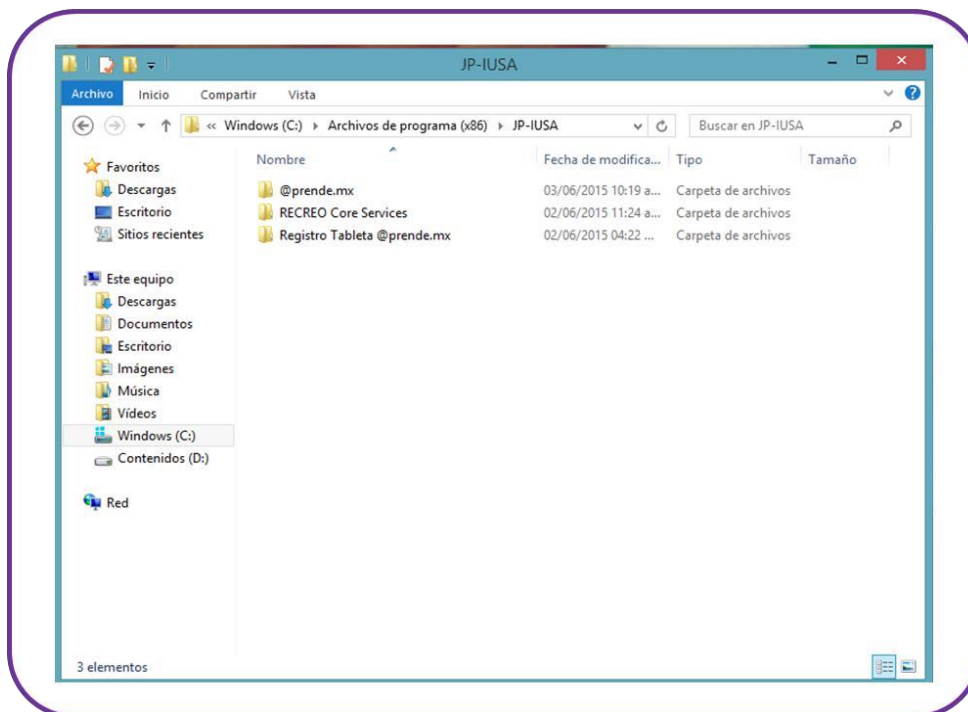 JP-IUSA
Archivo Inicio Compartir Vista
« Windows (C:) ▸ Archivos de programa (x86) ▸ JP-IUSA Buscar en JP-IUSA
Favoritos
Descargas
Escritorio
Sitios recientes
Este equipo
Descargas
Documentos
Escritorio
Imágenes
Música
Vídeos
Windows (C:)
Contenidos (D:)
Red
Nombre Fecha de modifica... Tipo Tamaño
@prende.mx 03/06/2015 10:19 a... Carpeta de archivos
RECREO Core Services 02/06/2015 11:24 a... Carpeta de archivos
Registro Tableta @prende.mx 02/06/2015 04:22 ... Carpeta de archivos
3 elementos